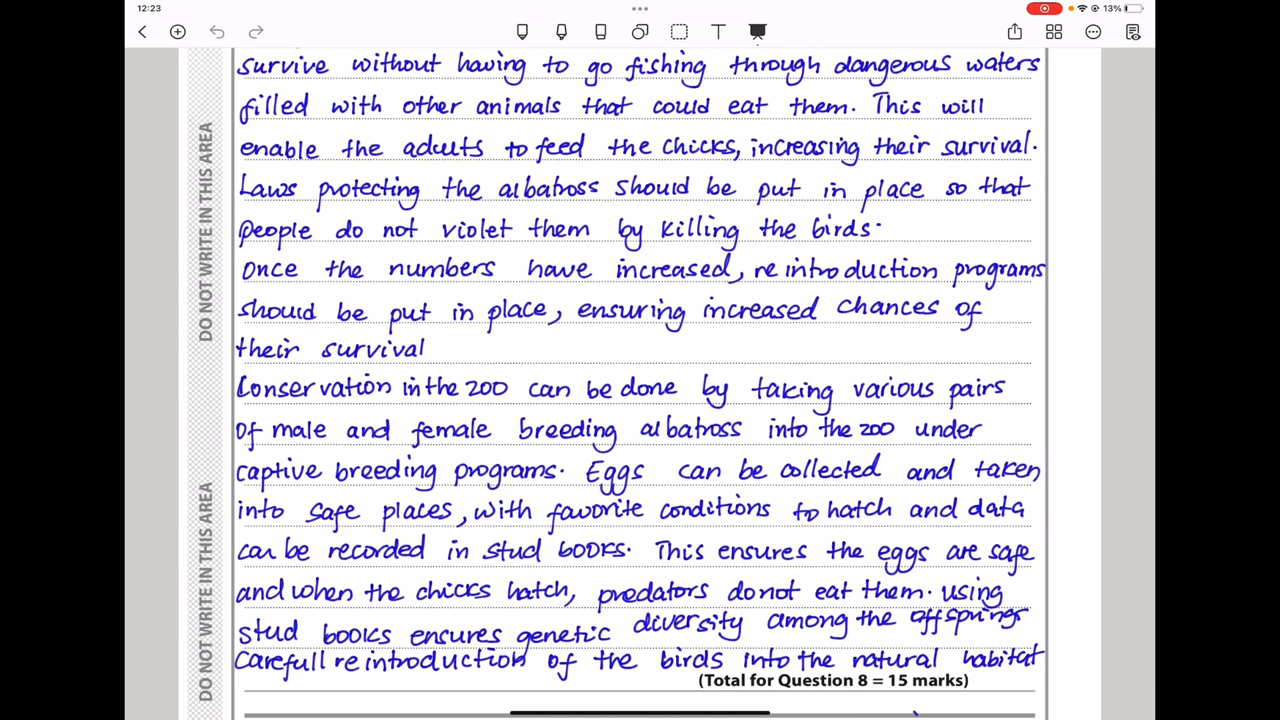 12:23
13%
T
survive without having to go fishing through dangerous waters
filled with other animals that could eat them. This will
enable the adults to feed the chicks, increasing their survival.
Laws protecting the albatross should be put in place so that
people do not violet them by killing the birds.
Once the numbers have increased, reintroduction programs
should be put in place, ensuring increased chances of
their survival
Conservation in the zoo can be done by taking various pairs
of male and female breeding albatross into the zoo under
captive breeding programs. Eggs can be collected and taken
into safe places, with favorite conditions to hatch and data
can be recorded in stud books. This ensures the eggs are safe
and when the chicks hatch, predators do not eat them. using
stud books ensures genetic diversity among the offsprings
Carefull reintroduction of the birds into the natural habitat
(Total for Question 8 = 15 marks)
DO NOT WRITE IN THIS AREA
DO NOT WRITE IN THIS AREA